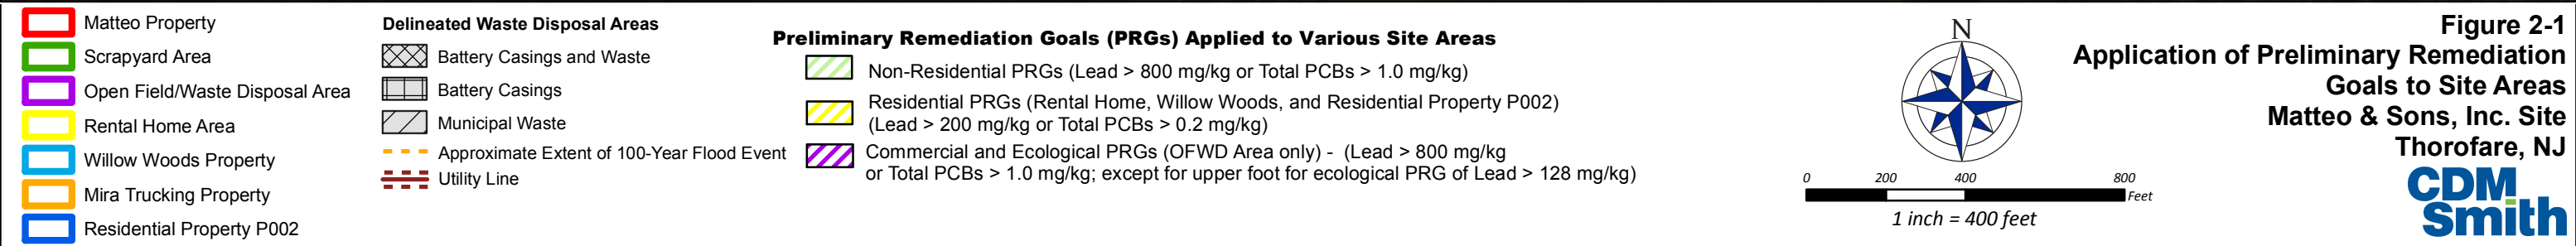 Matteo Property
Scrapyard Area
Open Field/Waste Disposal Area
Rental Home Area
Willow Woods Property
Mira Trucking Property
Residential Property P002
Delineated Waste Disposal Areas
Battery Casings and Waste
Battery Casings
Municipal Waste
Approximate Extent of 100-Year Flood Event
Utility Line
Preliminary Remediation Goals (PRGs) Applied to Various Site Areas
Non-Residential PRGs (Lead > 800 mg/kg or Total PCBs > 1.0 mg/kg)
Residential PRGs (Rental Home, Willow Woods, and Residential Property P002)
(Lead > 200 mg/kg or Total PCBs > 0.2 mg/kg)
Commercial and Ecological PRGs (OFWD Area only) - (Lead > 800 mg/kg
or Total PCBs > 1.0 mg/kg; except for upper foot for ecological PRG of Lead > 128 mg/kg)
N
0 200 400 800
Feet
1 inch = 400 feet
Figure 2-1
Application of Preliminary Remediation
Goals to Site Areas
Matteo & Sons, Inc. Site
Thorofare, NJ
CDM
Smith